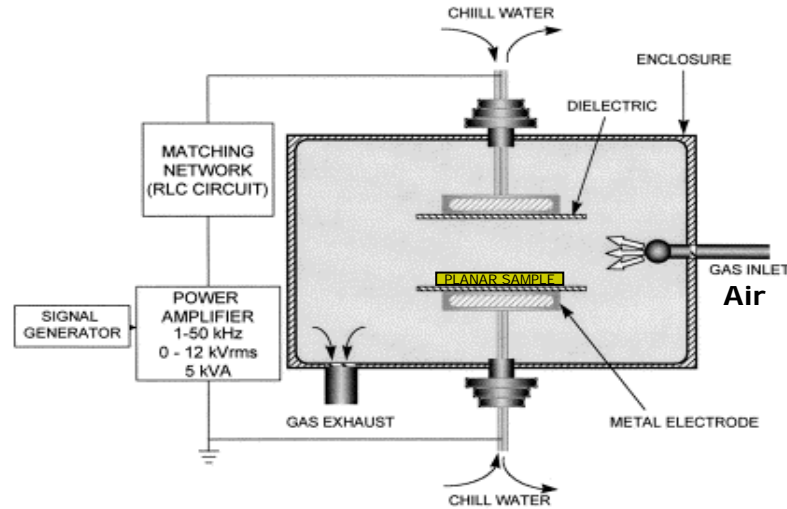 CHIILL WATER
ENCLOSURE
DIELECTRIC
MATCHING
NETWORK
(RLC CIRCUIT)
PLANAR SAMPLE
GAS INLET
Air
SIGNAL
GENERATOR
POWER
AMPLIFIER
1-50 kHz
0 - 12 kVrms
5 kVA
GAS EXHAUST
METAL ELECTRODE
CHILL WATER